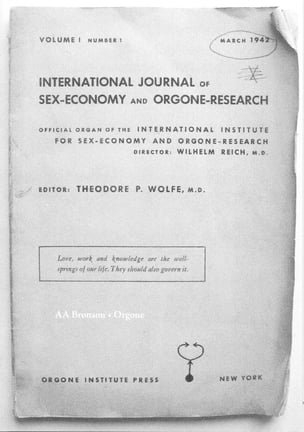 VOLUME I NUMBER 1 MARCH 1942
INTERNATIONAL JOURNAL OF
SEX-ECONOMY AND ORGONE-RESEARCH
OFFICIAL ORGAN OF THE INTERNATIONAL INSTITUTE
FOR SEX-ECONOMY AND ORGONE-RESEARCH
DIRECTOR: WILHELM REICH, M.D.
EDITOR: THEODORE P. WOLFE, M.D.
Love, work and knowledge are the well-
springs of our life. They should also govern it.
AA Bronson's Orgone
ORGONE INSTITUTE PRESS NEW YORK